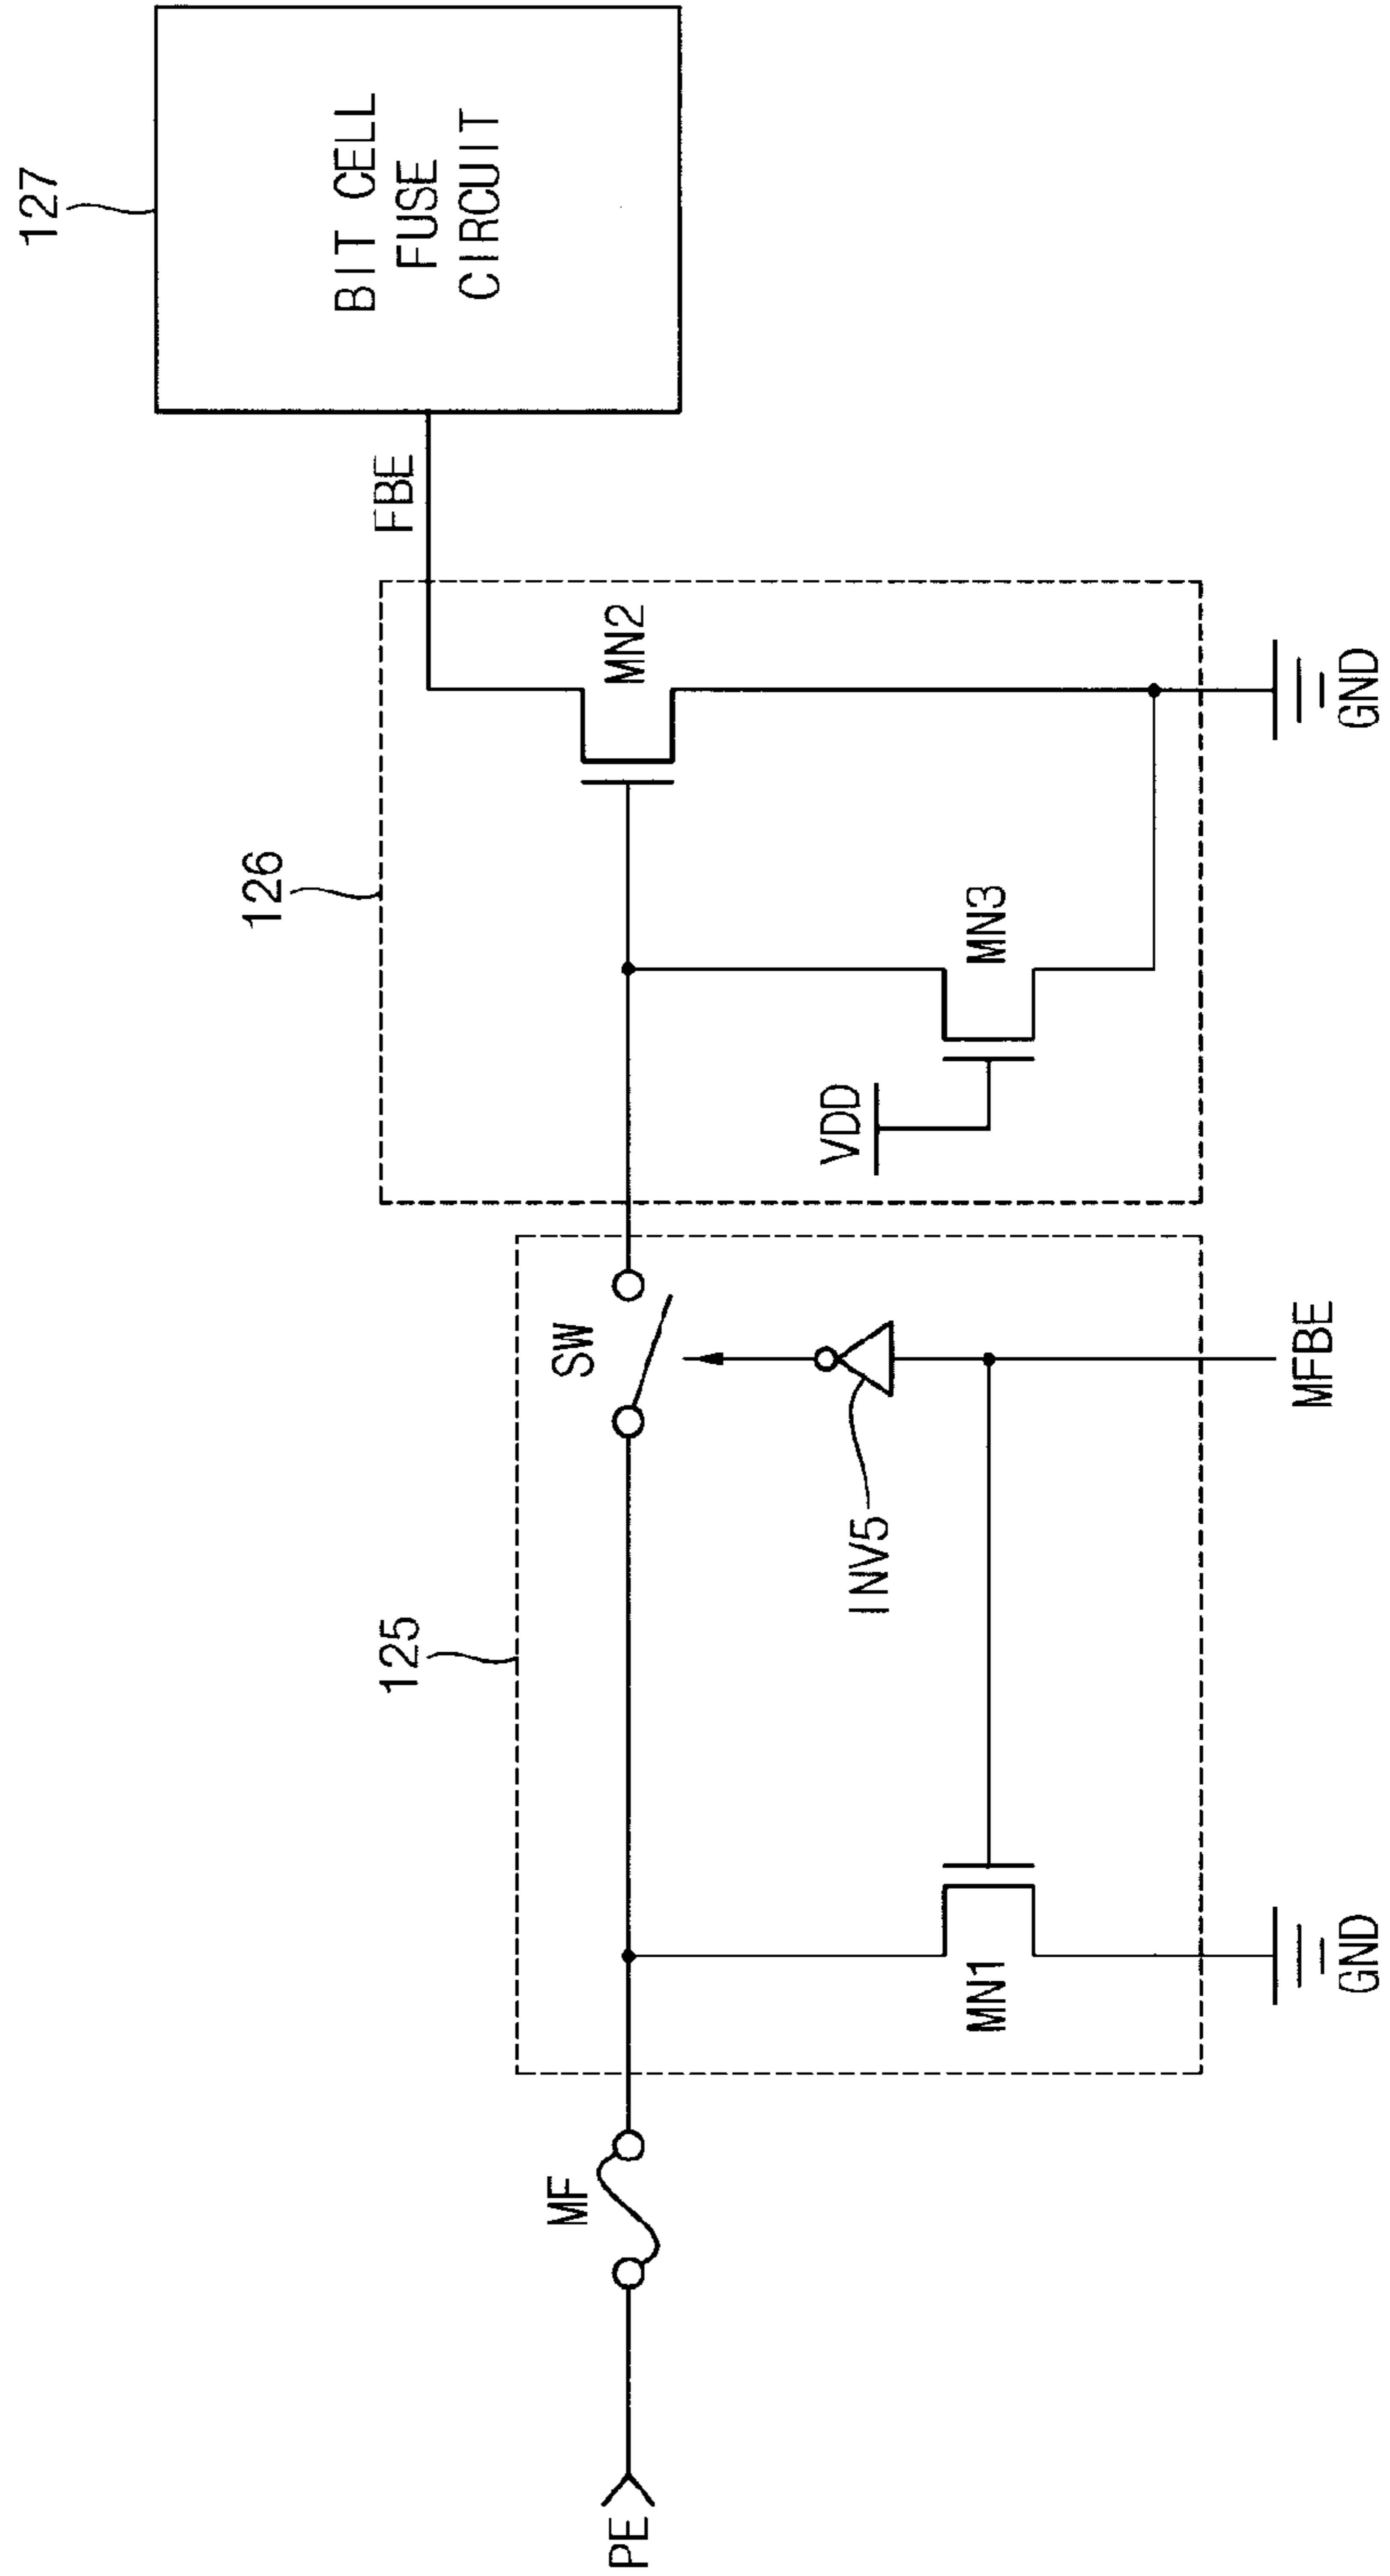 127
BIT CELL
FUSE
CIRCUIT
FBE
126
MN2
MN3
VDD
GND
125
SW
INV5
MFBE
MN1
GND
MF
PE